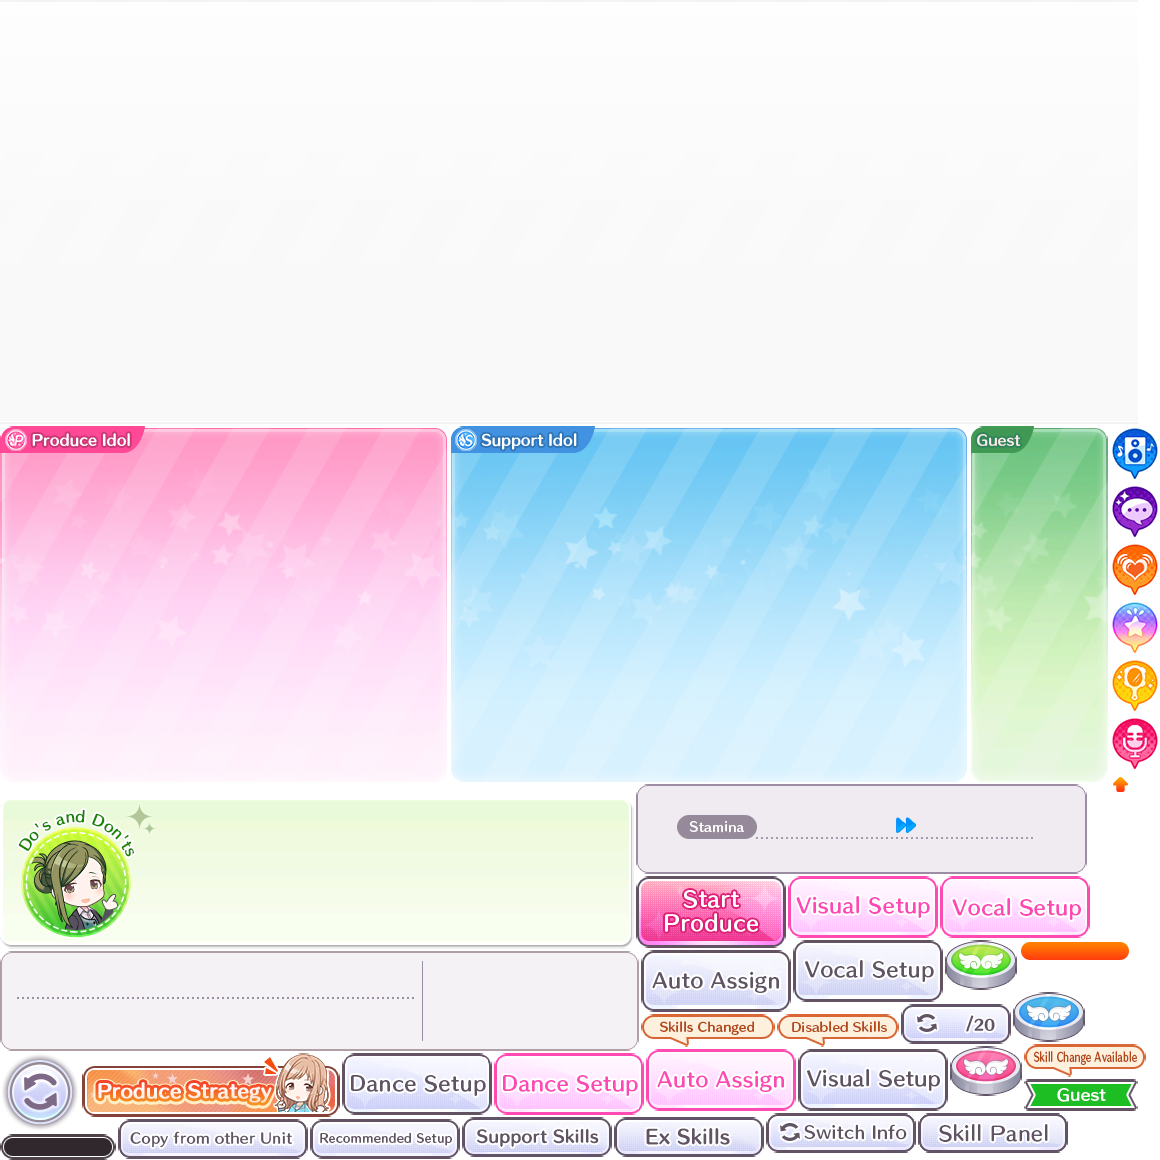 Produce Idol
Support Idol
Guest
Do's and Don'ts
Stamina
Start
Produce
Visual Setup
Vocal Setup
Auto Assign
Vocal Setup
Skills Changed
Disabled Skills
/20
Produce Strategy
Dance Setup
Dance Setup
Auto Assign
Visual Setup
Skill Change Available
Guest
Copy from other Unit
Recommended Setup
Support Skills
Ex Skills
Switch Info
Skill Panel